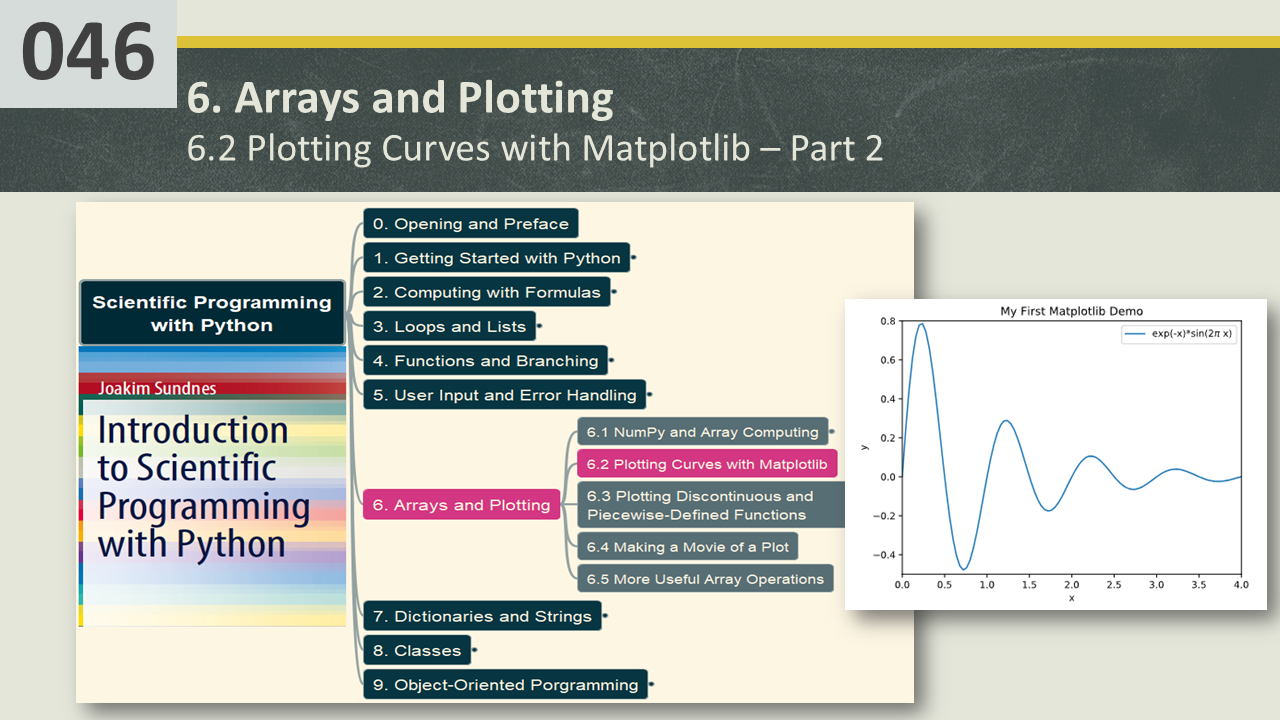 046
6. Arrays and Plotting
6.2 Plotting Curves with Matplotlib – Part 2
Scientific Programming
with Python
Joakim Sundnes
Introduction
to Scientific
Programming
with Python
0. Opening and Preface
1. Getting Started with Python
2. Computing with Formulas
3. Loops and Lists
4. Functions and Branching
5. User Input and Error Handling
6. Arrays and Plotting
6.1 NumPy and Array Computing
6.2 Plotting Curves with Matplotlib
6.3 Plotting Discontinuous and
Piecewise-Defined Functions
6.4 Making a Movie of a Plot
6.5 More Useful Array Operations
7. Dictionaries and Strings
8. Classes
9. Object-Oriented Porgramming
My First Matplotlib Demo
exp(-x)*sin(2π x)
y
0.8
0.6
0.4
0.2
0.0
−0.2
−0.4
0.0 0.5 1.0 1.5 2.0 2.5 3.0 3.5 4.0
x